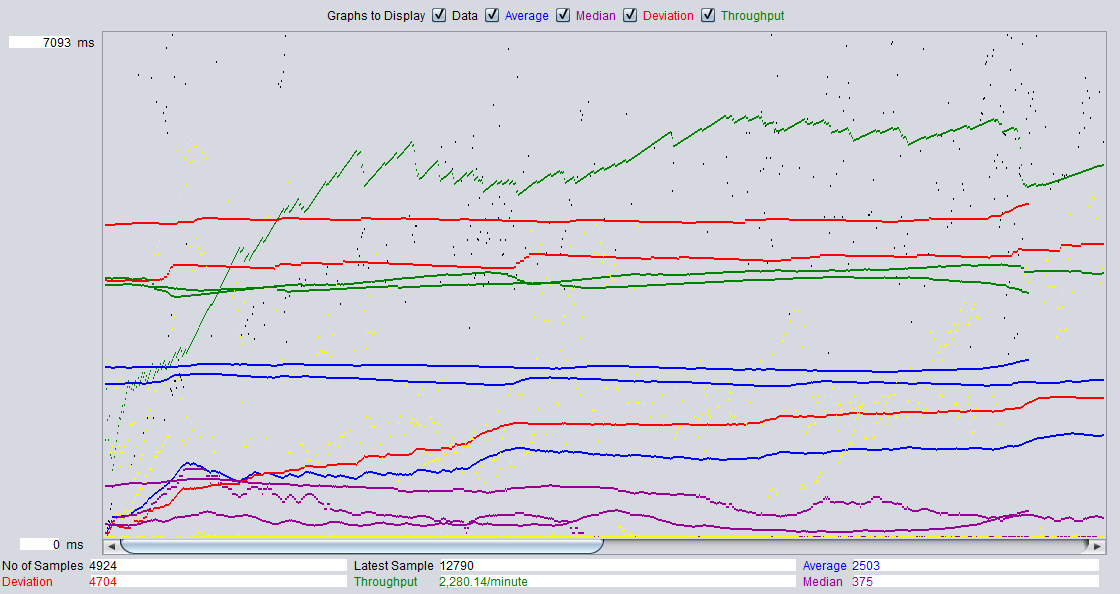 Graphs to Display Data Average Median Deviation Throughput
7093 ms
0 ms
No of Samples 4924 Latest Sample 12790 Average 2503
Deviation 4704 Throughput 2,280.14/minute Median 375